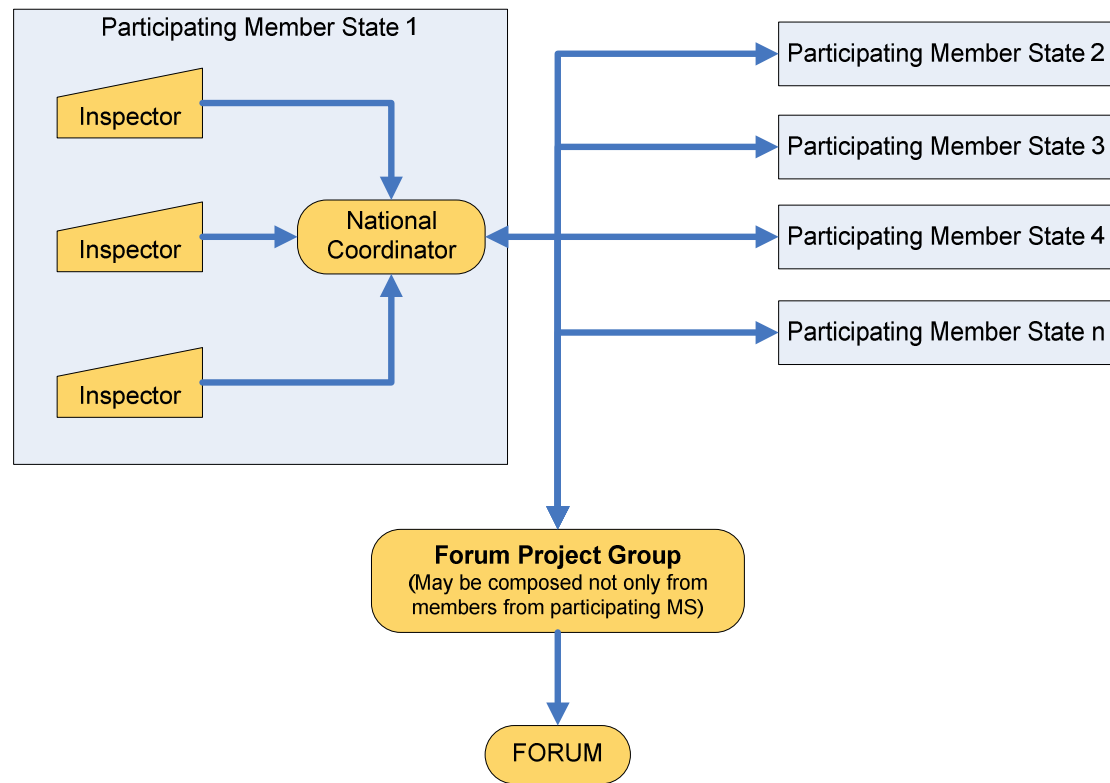 Participating Member State 1
Inspector
Inspector
Inspector
National
Coordinator
Participating Member State 2
Participating Member State 3
Participating Member State 4
Participating Member State n
Forum Project Group
(May be composed not only from
members from participating MS)
FORUM